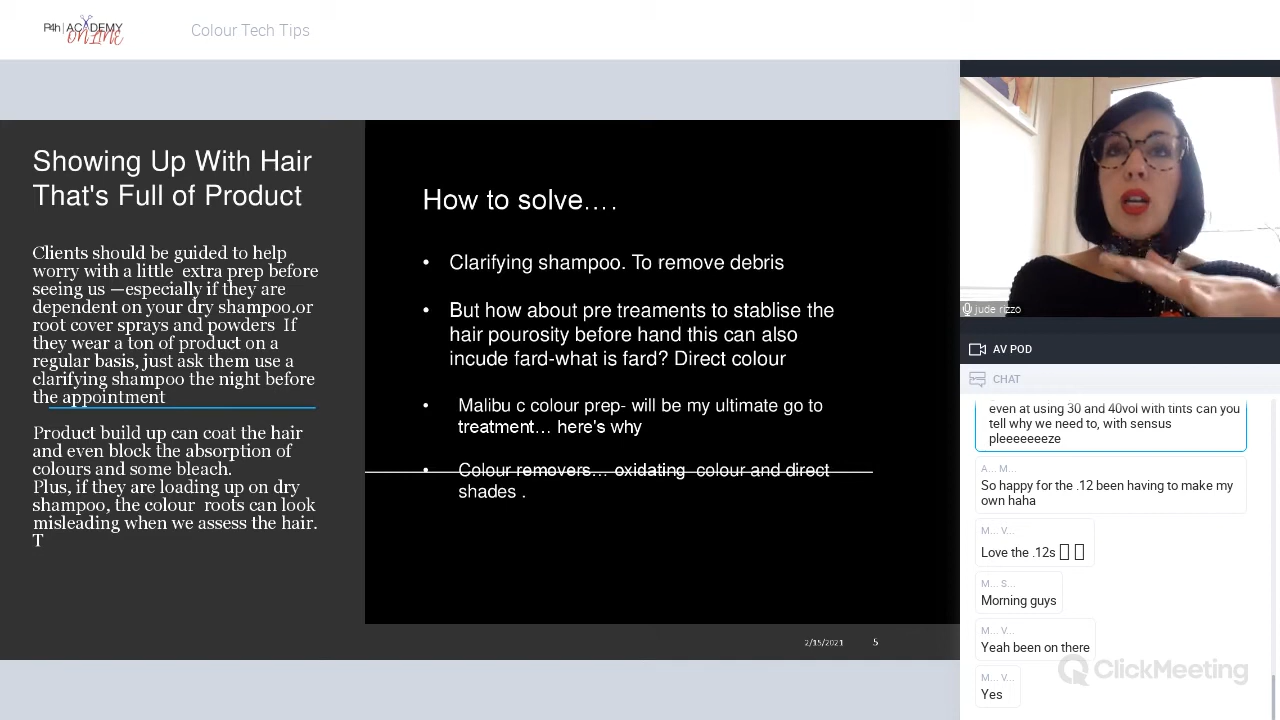 P4h | ACADEMY
ONLINE
Colour Tech Tips
Showing Up With Hair
That's Full of Product
Clients should be guided to help
worry with a little extra prep before
seeing us —especially if they are
dependent on your dry shampoo or
root cover sprays and powders If
they wear a ton of product on a
regular basis, just ask them use a
clarifying shampoo the night before
the appointment
Product build up can coat the hair
and even block the absorption of
colours and some bleach.
Plus, if they are loading up on dry
shampoo, the colour roots can look
misleading when we assess the hair.
T
How to solve….
• Clarifying shampoo. To remove debris
• But how about pre treaments to stablise the
hair pourosity before hand this can also
incude fard-what is fard? Direct colour
• Malibu c colour prep- will be my ultimate go to
treatment… here's why
• Colour removers… oxidating colour and direct
shades .
2/15/2021 5
jude rizzo
AV POD
CHAT
even at using 30 and 40vol with tints can you
tell why we need to, with sensus
pleeeeeeze
A... M...
So happy for the .12 been having to make my
own haha
M... V...
Love the .12s
M... S...
Morning guys
M... V...
Yeah been on there
M... V...
Yes
ClickMeeting